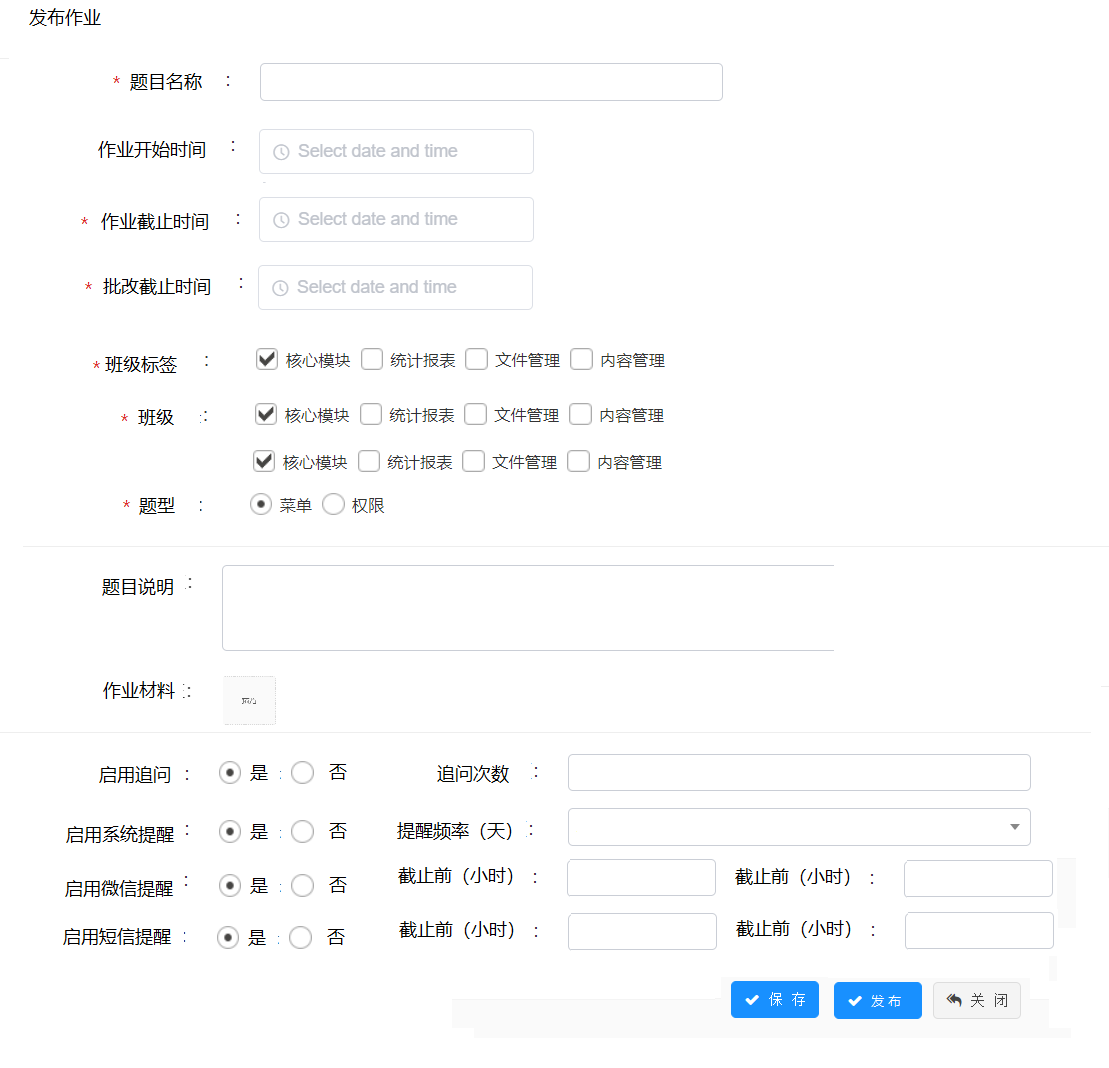 发布作业
* 题目名称 :
作业开始时间 : Select date and time
* 作业截止时间 : Select date and time
* 批改截止时间 : Select date and time
* 班级标签 : 核心模块 统计报表 文件管理 内容管理
* 班级 : 核心模块 统计报表 文件管理 内容管理
核心模块 统计报表 文件管理 内容管理
* 题型 : 菜单 权限
题目说明 :
作业材料 :
启用追问 : 是 : 否 追问次数 :
启用系统提醒 : 是 : 否 提醒频率（天） :
启用微信提醒 : 是 : 否 截止前（小时） : 截止前（小时） :
启用短信提醒 : 是 : 否 截止前（小时） : 截止前（小时） :
保存 发布 关闭